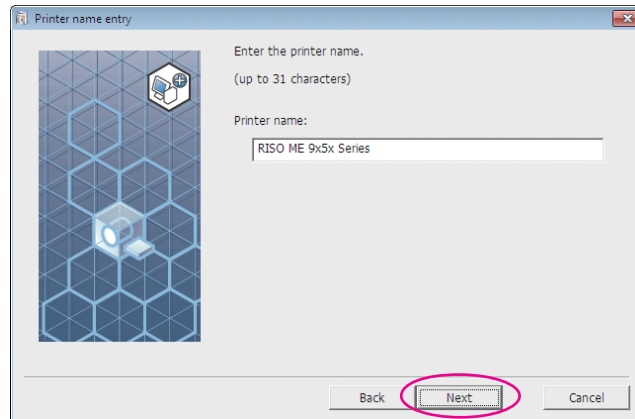 Printer name entry
Enter the printer name.
(up to 31 characters)
Printer name:
RISO ME 9x5x Series
Back Next Cancel